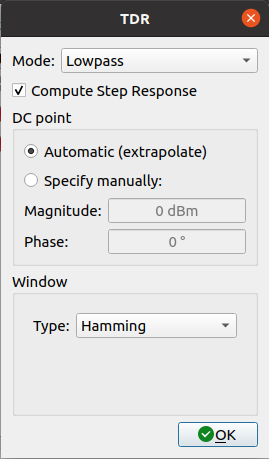 TDR
Mode: Lowpass
Compute Step Response
DC point
Automatic (extrapolate)
Specify manually:
Magnitude: 0 dBm
Phase: 0 °
Window
Type: Hamming
OK